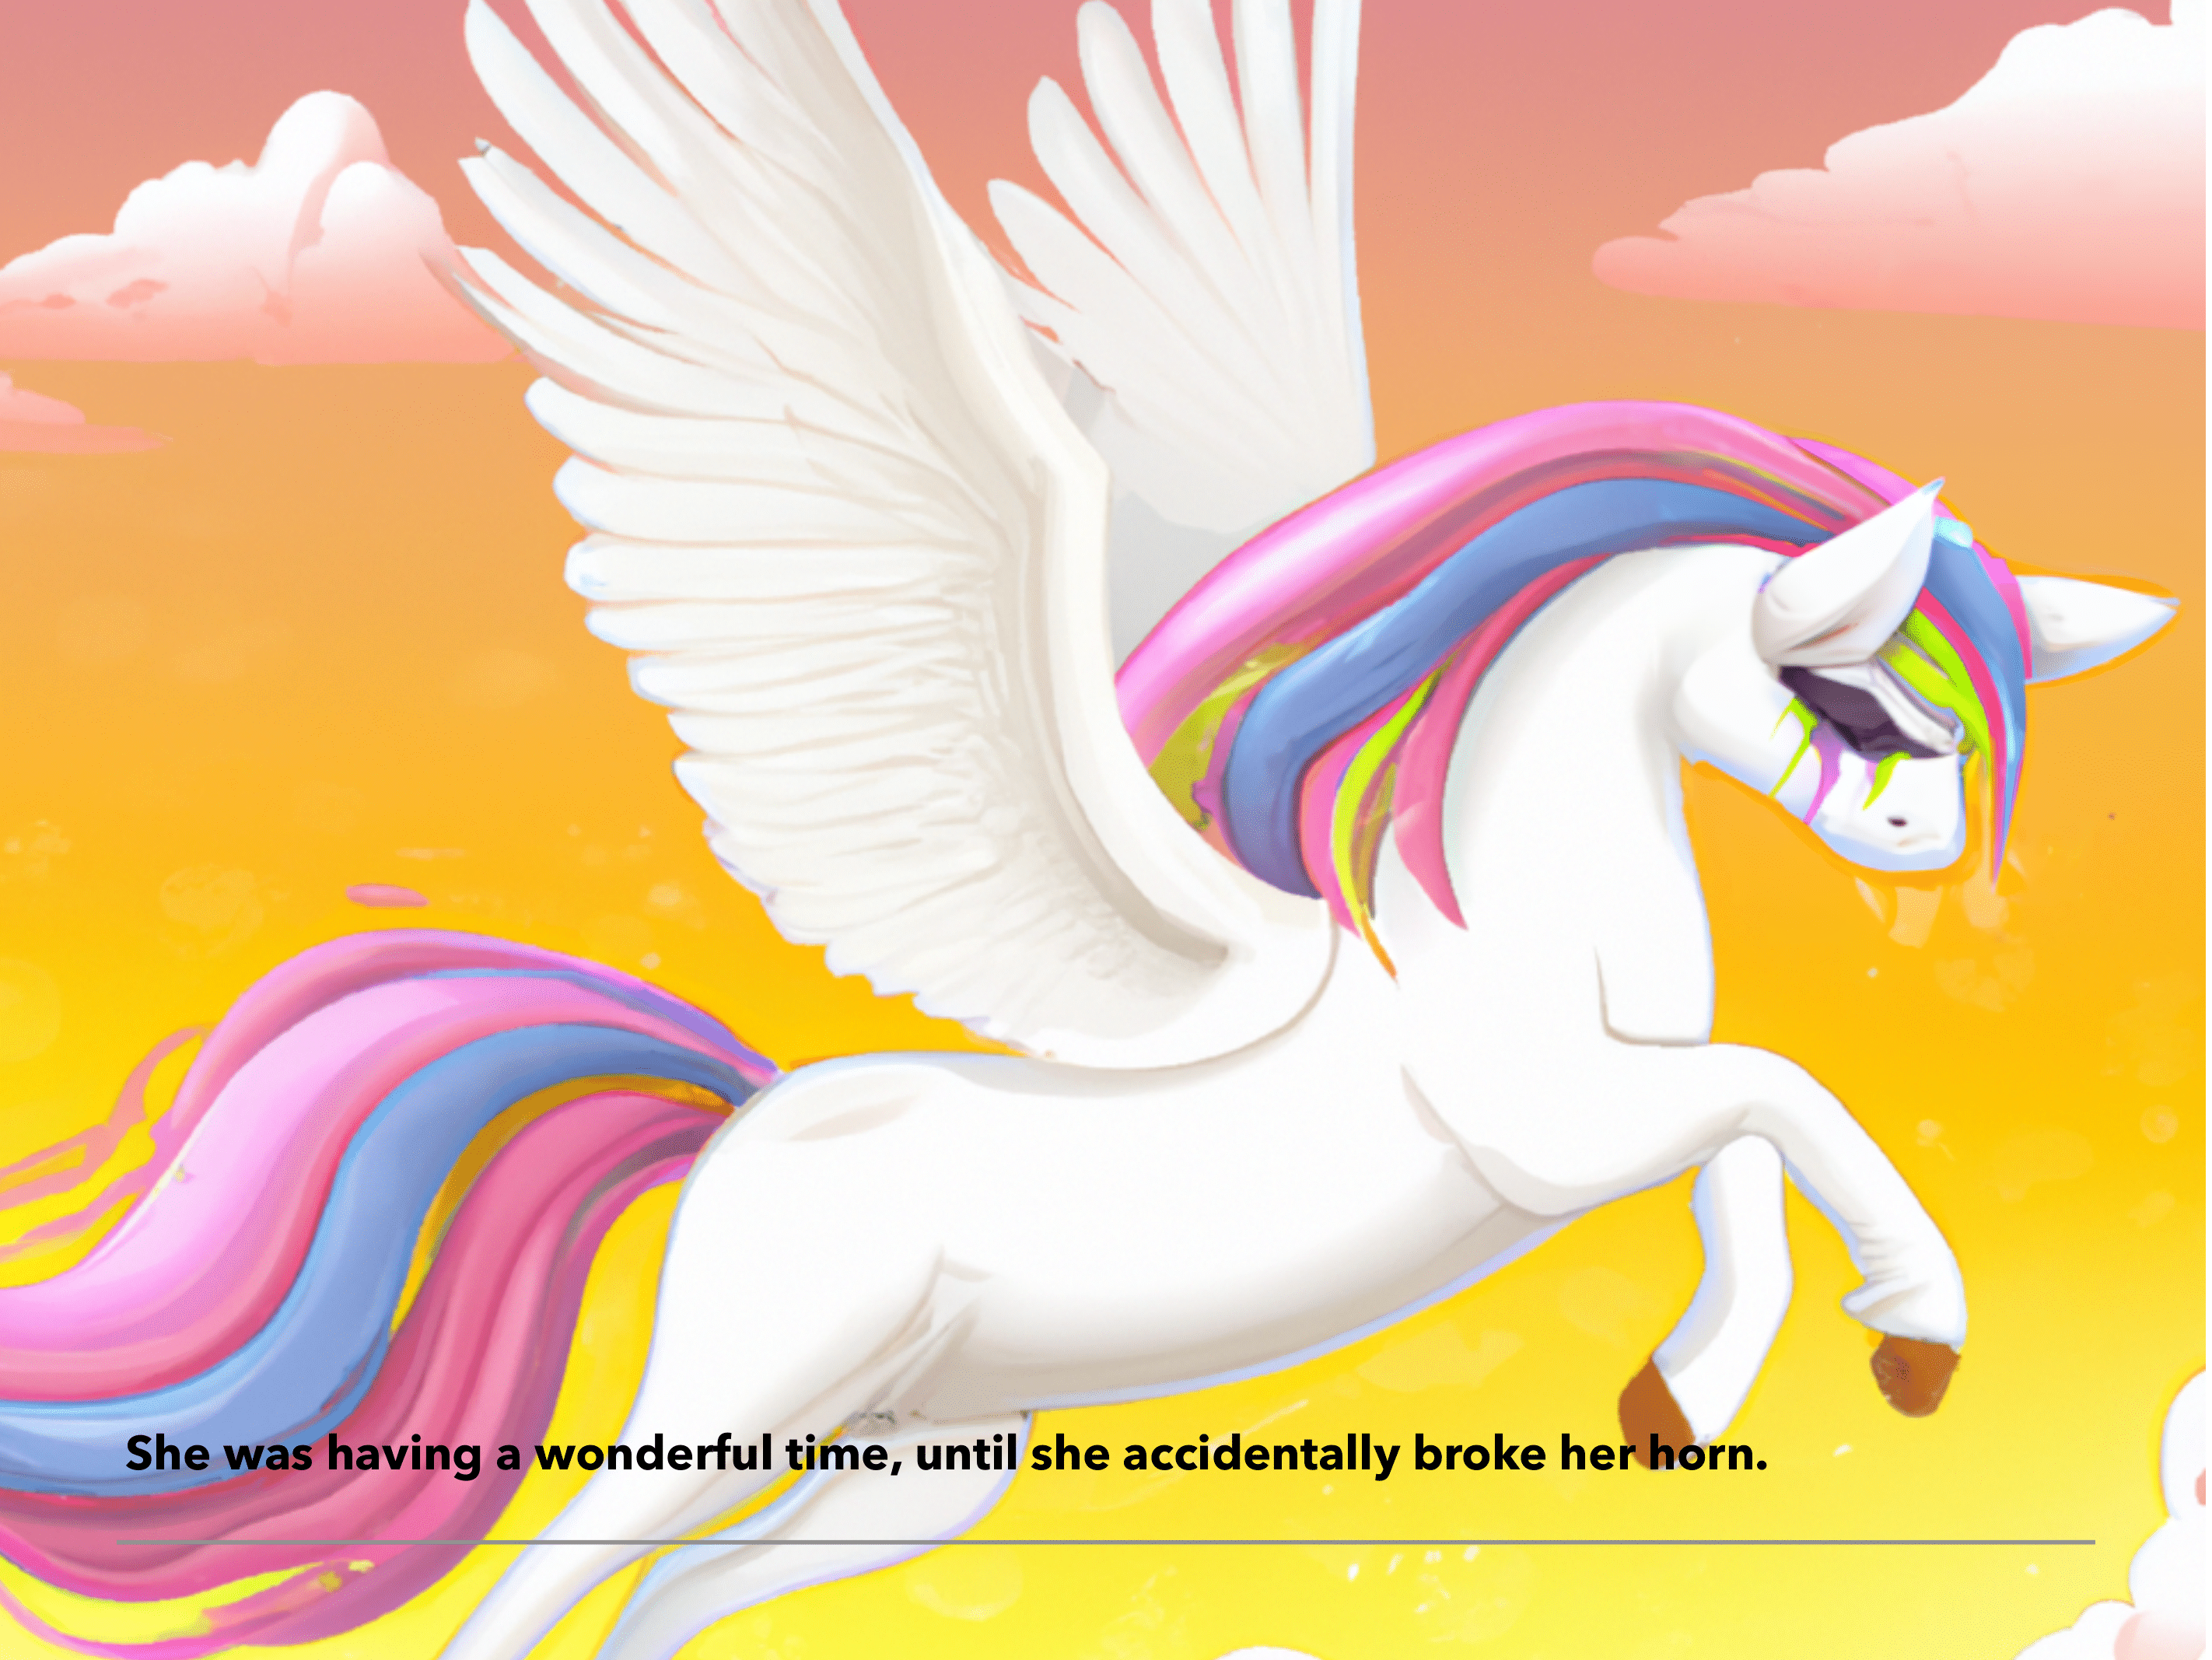 She was having a wonderful time, until she accidentally broke her horn.